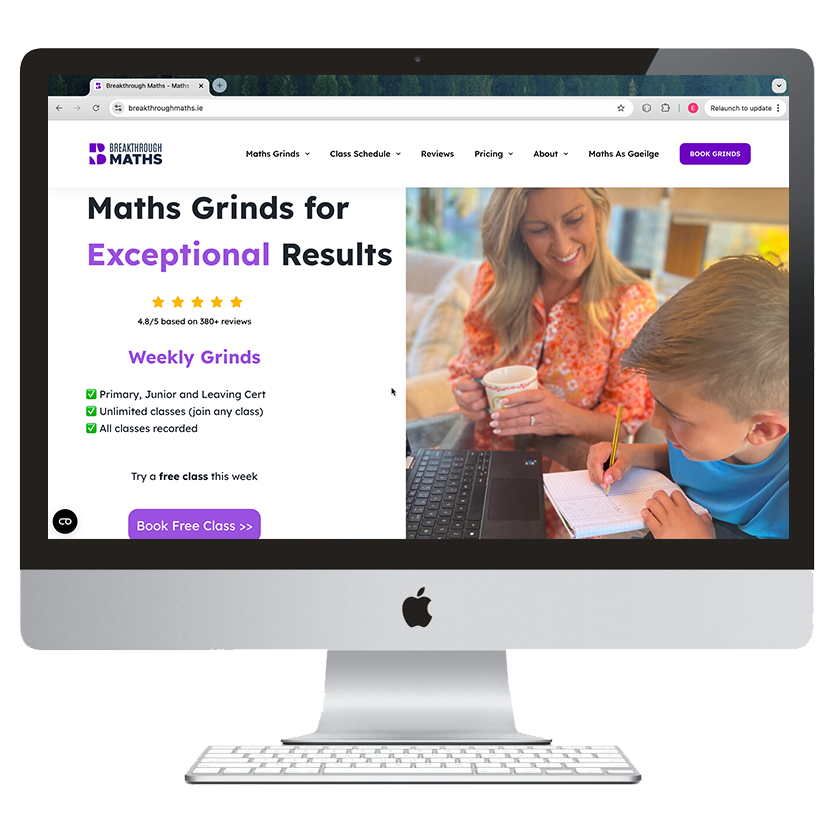 Breakthrough Maths – Maths
breakthroughmaths.ie
E
Relaunch to update
BREAKTHROUGH
MATHS
Maths Grinds
Class Schedule
Reviews
Pricing
About
Maths As Gaeilge
BOOK GRINDS
Maths Grinds for
Exceptional Results
4.8/5 based on 380+ reviews
Weekly Grinds
Primary, Junior and Leaving Cert
Unlimited classes (join any class)
All classes recorded
Try a free class this week
Book Free Class >>